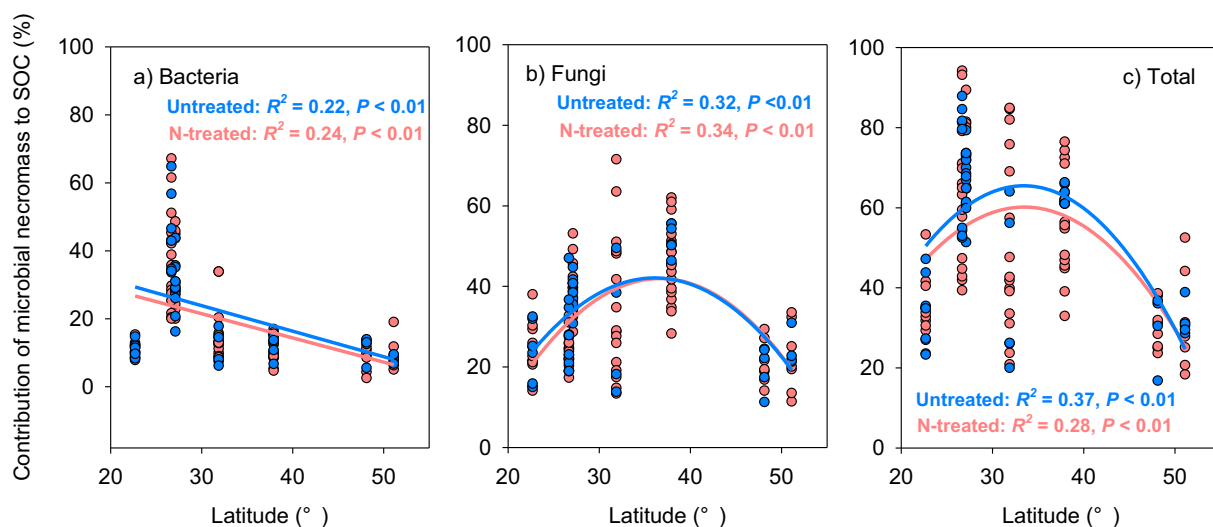 Contribution of microbial necromass to SOC (%)
100
80
60
40
20
0
a) Bacteria
Untreated: R² = 0.22, P < 0.01
N-treated: R² = 0.24, P < 0.01
20 30 40 50
Latitude (° )
100
80
60
40
20
0
b) Fungi
Untreated: R² = 0.32, P <0.01
N-treated: R² = 0.34, P < 0.01
20 30 40 50
Latitude (° )
100
80
60
40
20
0
c) Total
Untreated: R² = 0.37, P < 0.01
N-treated: R² = 0.28, P < 0.01
20 30 40 50
Latitude (° )